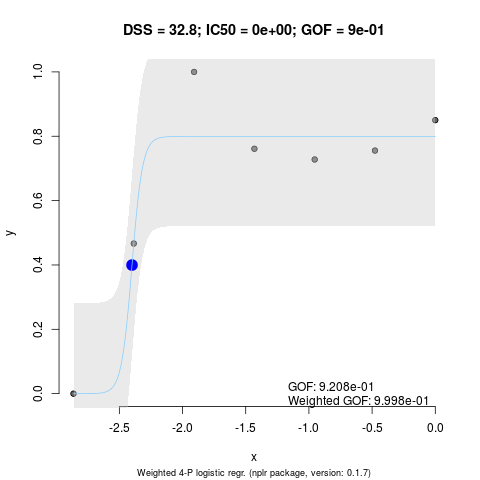 DSS = 32.8; IC50 = 0e+00; GOF = 9e-01
1.0
0.8
0.6
y
0.4
0.2
0.0
GOF: 9.208e-01
Weighted GOF: 9.998e-01
-2.5 -2.0 -1.5 -1.0 -0.5 0.0
x
Weighted 4-P logistic regr. (nplr package, version: 0.1.7)